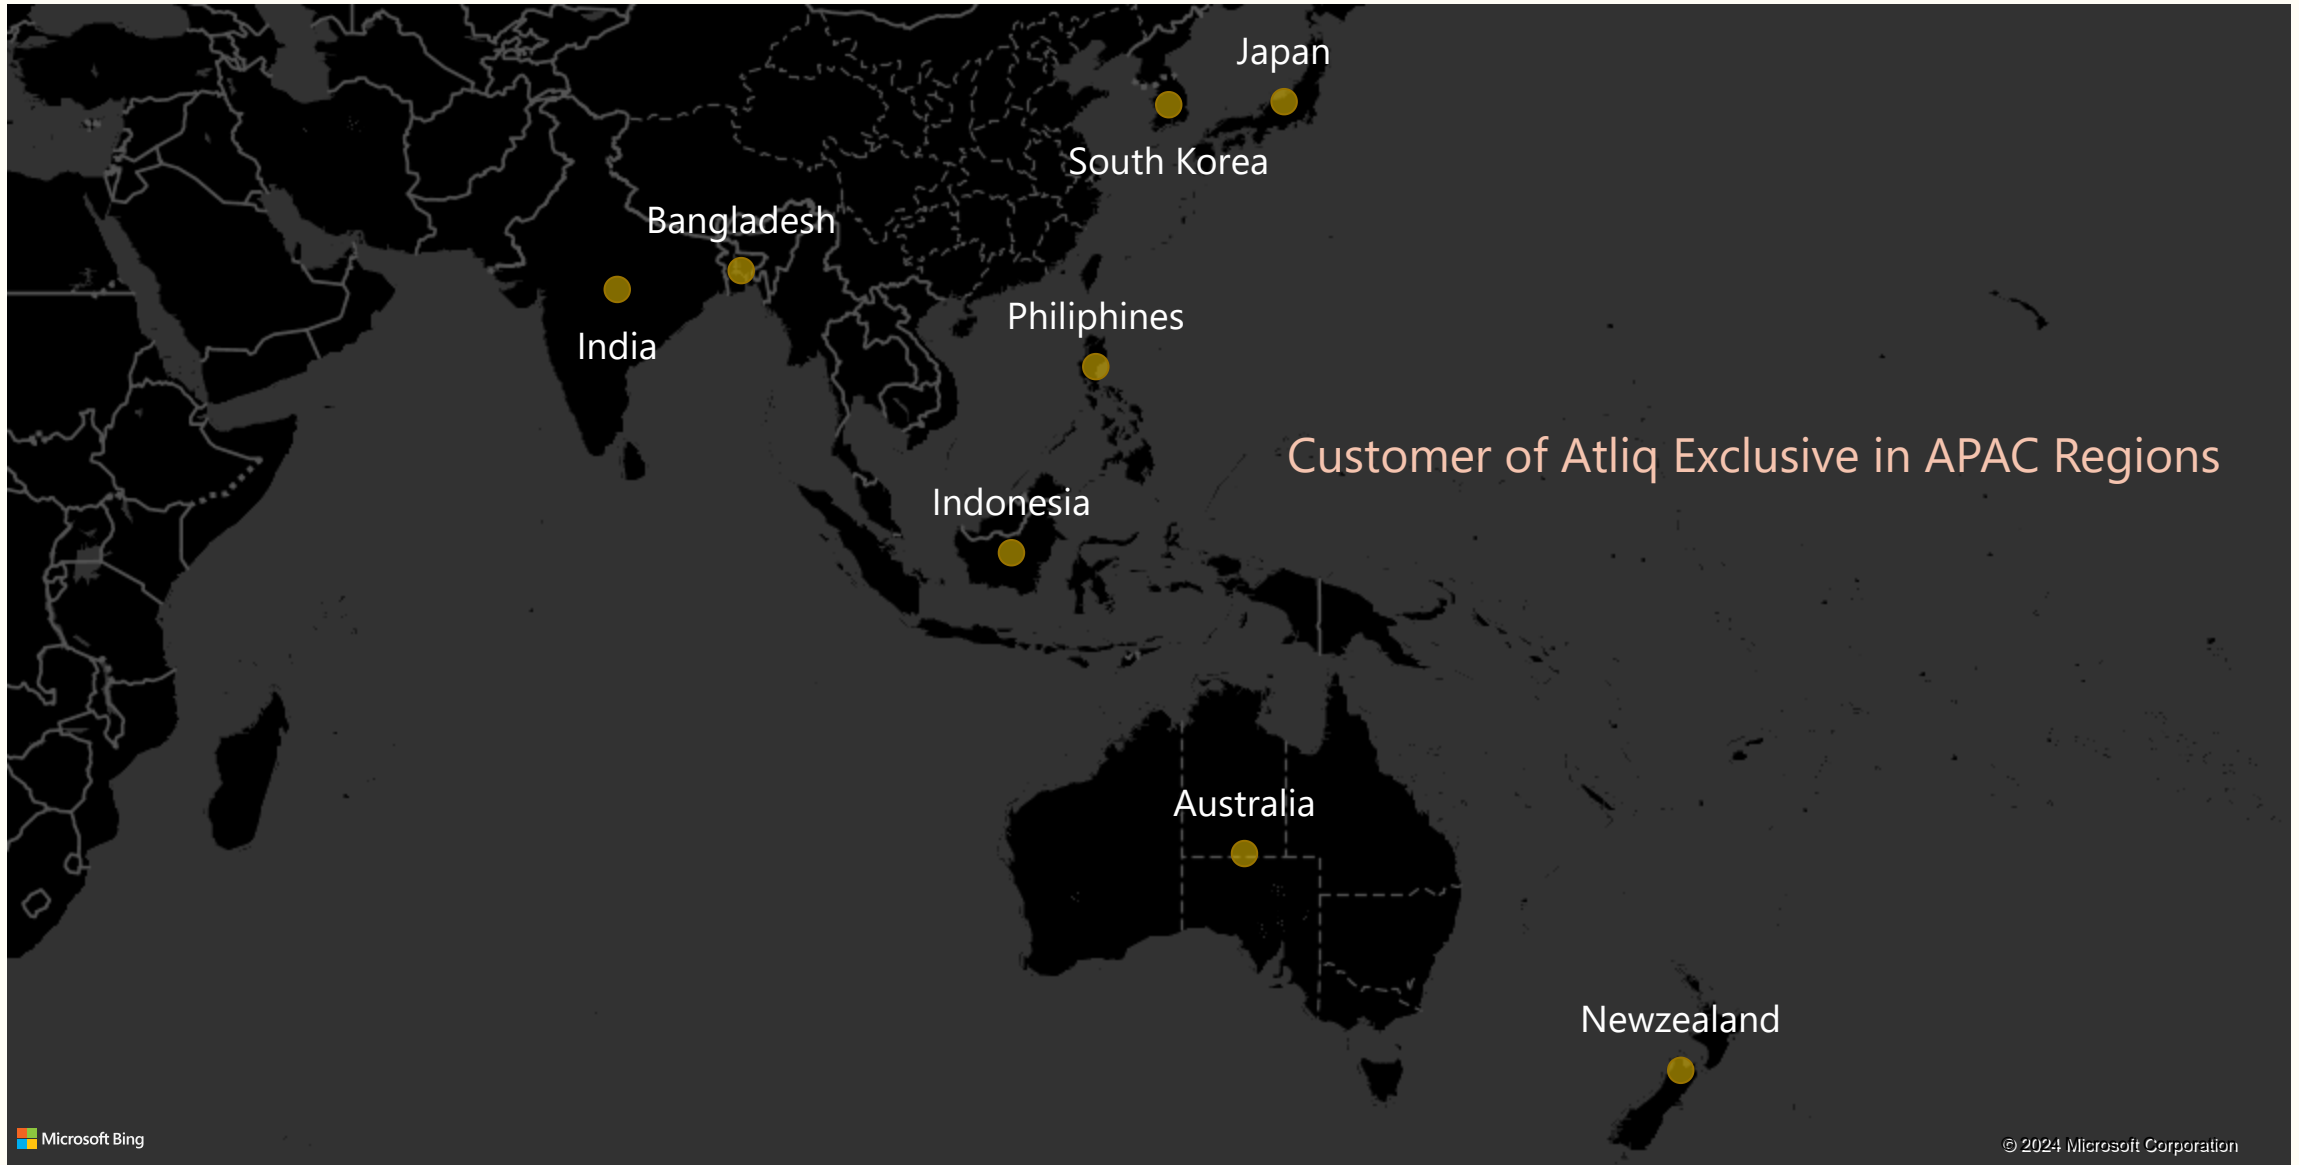 Japan
South Korea
Bangladesh
India
Philiphines
Customer of Atliq Exclusive in APAC Regions
Indonesia
Australia
Newzealand
Microsoft Bing
© 2024 Microsoft Corporation